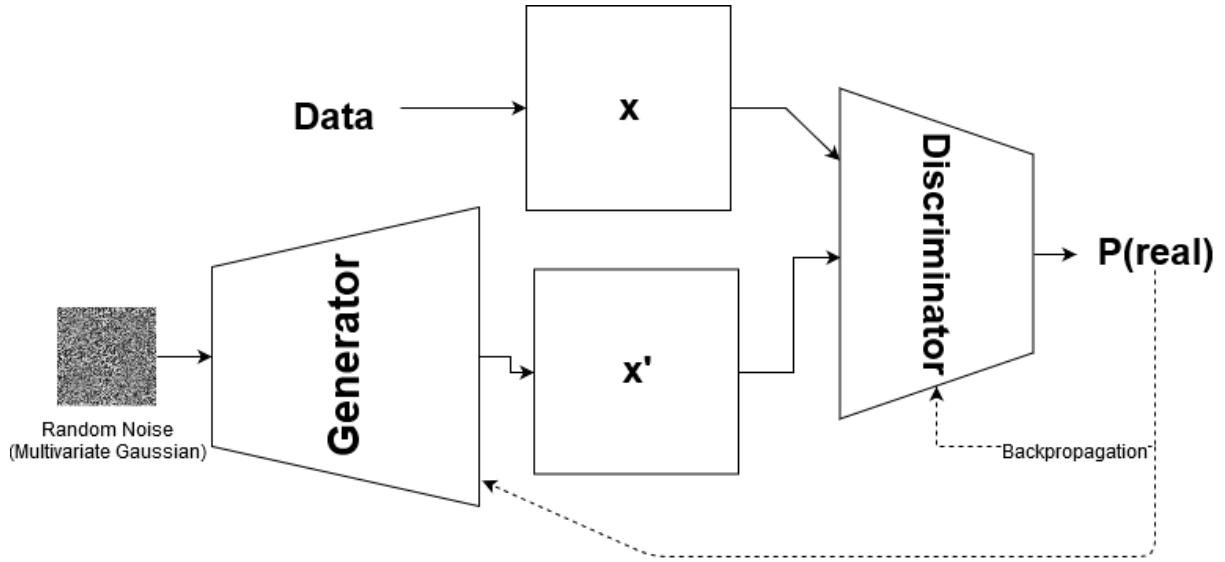 Data
x
Discriminator
P(real)
Generator
x'
Random Noise
(Multivariate Gaussian)
Backpropagation